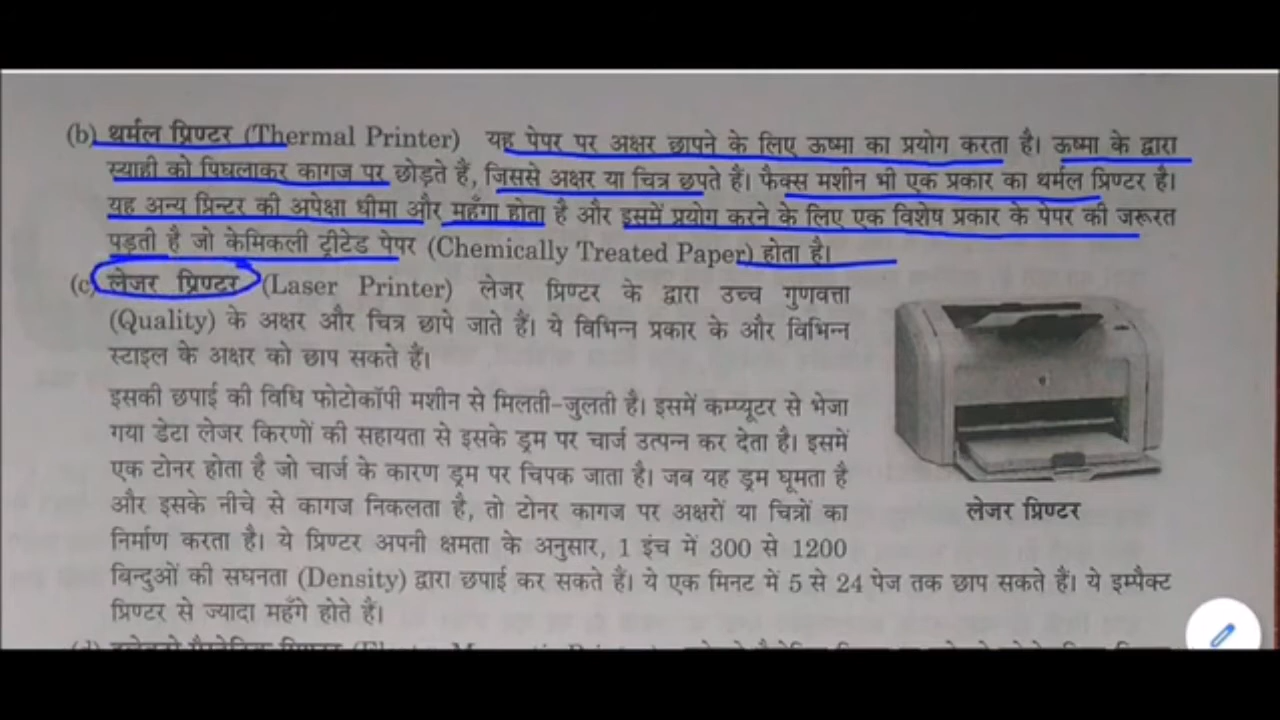 (b) थर्मल प्रिण्टर (Thermal Printer) यह पेपर पर अक्षर छापने के लिए ऊष्मा का प्रयोग करता है। ऊष्मा के द्वारा
स्याही को पिघलाकर कागज पर छोड़ते हैं, जिससे अक्षर या चित्र छपते हैं। फैक्स मशीन भी एक प्रकार का थर्मल प्रिण्टर है।
यह अन्य प्रिन्टर की अपेक्षा धीमा और महँगा होता है और इसमें प्रयोग करने के लिए एक विशेष प्रकार के पेपर की जरूरत
पड़ती है जो केमिकली ट्रीटेड पेपर (Chemically Treated Paper) होता है।
(c) लेजर प्रिण्टर (Laser Printer) लेजर प्रिण्टर के द्वारा उच्च गुणवत्ता
(Quality) के अक्षर और चित्र छापे जाते हैं। ये विभिन्न प्रकार के और विभिन्न
स्टाइल के अक्षर को छाप सकते हैं।
इसकी छपाई की विधि फोटोकॉपी मशीन से मिलती-जुलती है। इसमें कम्प्यूटर से भेजा
गया डेटा लेजर किरणों की सहायता से इसके ड्रम पर चार्ज उत्पन्न कर देता है। इसमें
एक टोनर होता है जो चार्ज के कारण ड्रम पर चिपक जाता है। जब यह ड्रम घूमता है
और इसके नीचे से कागज निकलता है, तो टोनर कागज पर अक्षरों या चित्रों का
निर्माण करता है। ये प्रिण्टर अपनी क्षमता के अनुसार, 1 इंच में 300 से 1200
बिन्दुओं की सघनता (Density) द्वारा छपाई कर सकते हैं। ये एक मिनट में 5 से 24 पेज तक छाप सकते हैं। ये इम्पैक्ट
प्रिण्टर से ज्यादा महँगे होते हैं।
लेजर प्रिण्टर